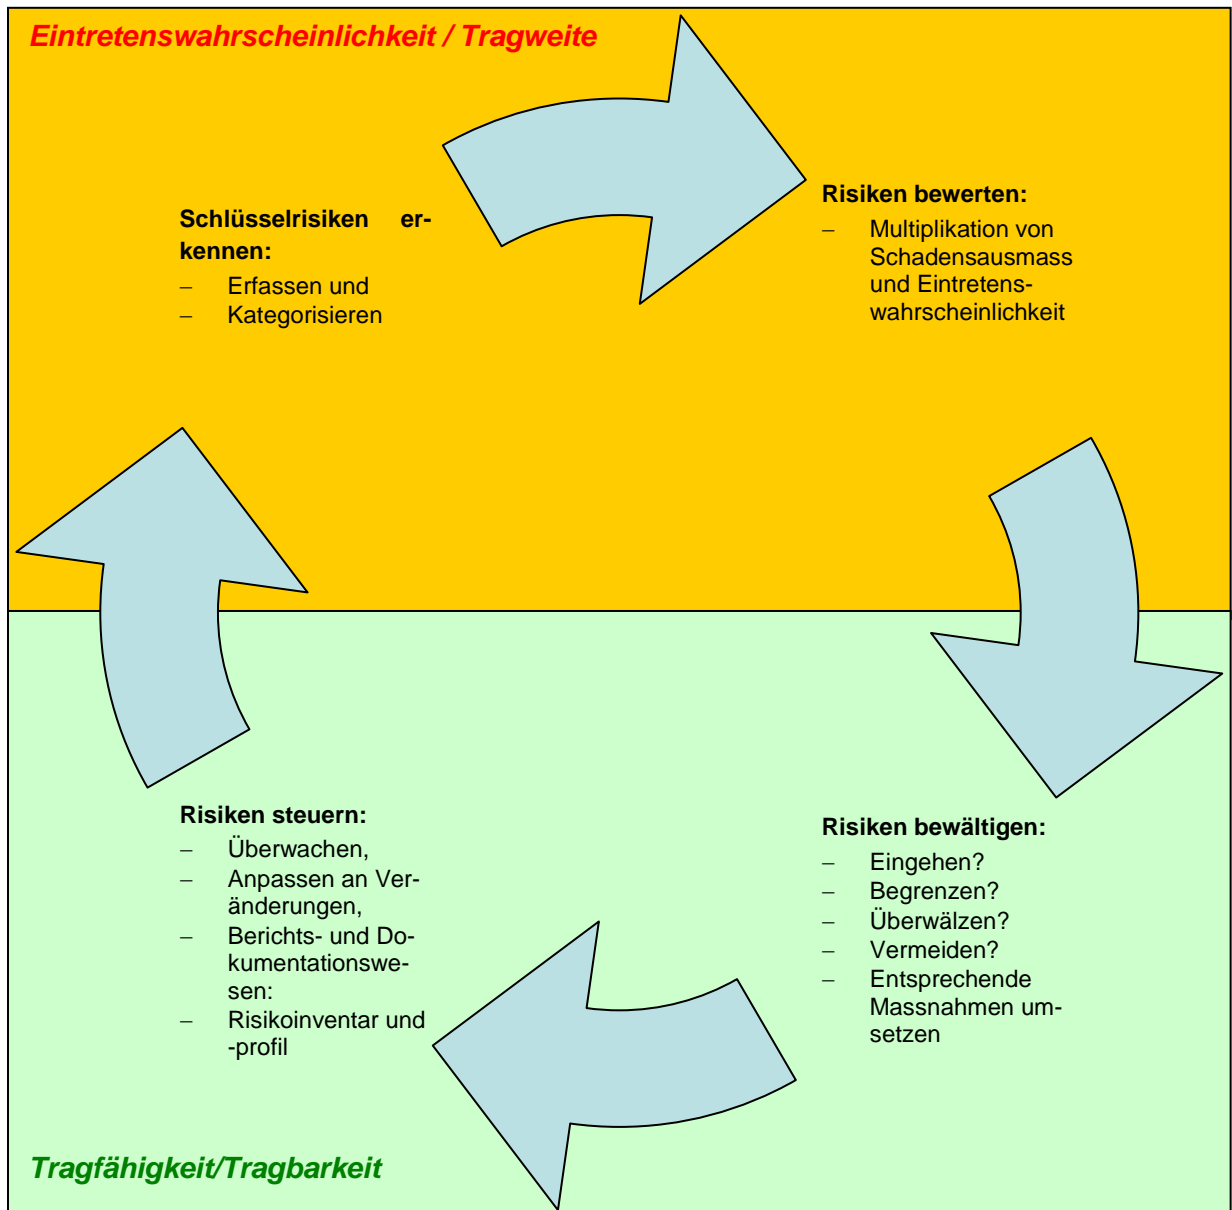 Eintretenswahrscheinlichkeit / Tragweite
Schlüsselrisiken er-
kennen:
– Erfassen und
– Kategorisieren
Risiken bewerten:
– Multiplikation von
Schadensausmass
und Eintretens-
wahrscheinlichkeit
Risiken steuern:
– Überwachen,
– Anpassen an Ver-
änderungen,
– Berichts- und Do-
kumentationswe-
sen:
– Risikoinventar und
-profil
Risiken bewältigen:
– Eingehen?
– Begrenzen?
– Überwälzen?
– Vermeiden?
– Entsprechende
Massnahmen um-
setzen
Tragfähigkeit/Tragbarkeit